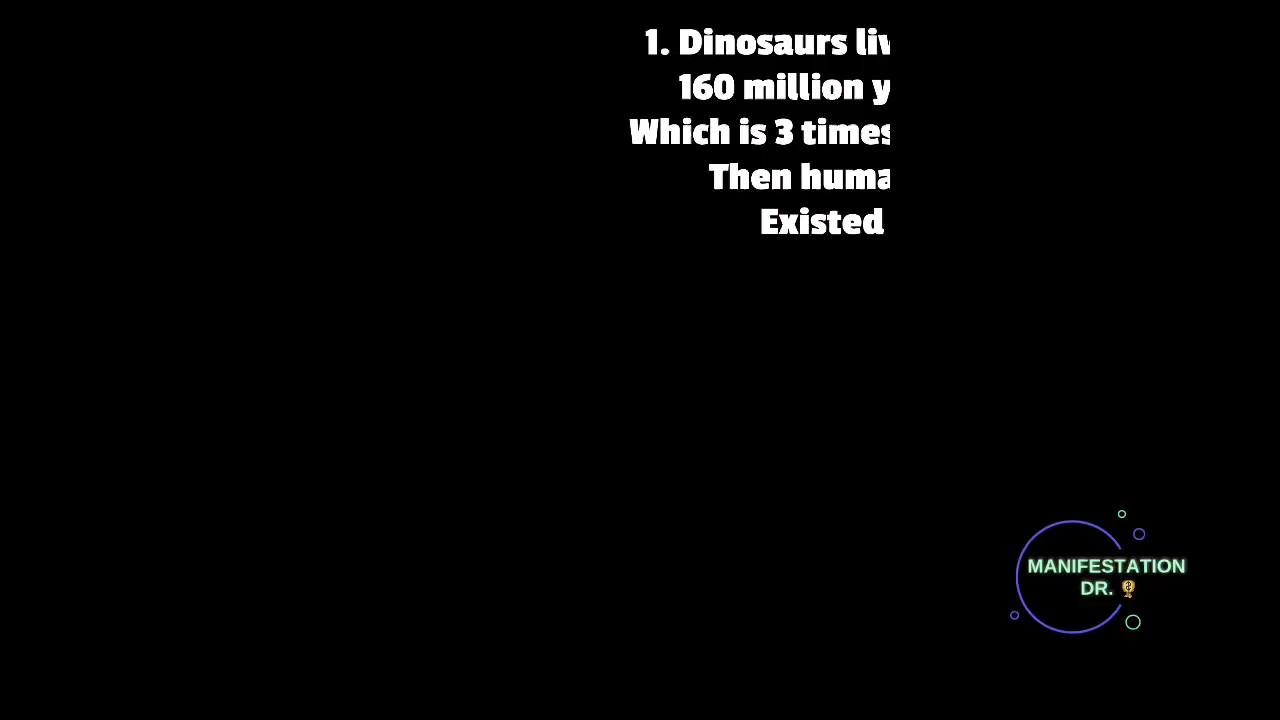 1. Dinosaurs liv
160 million y
Which is 3 times
Then huma
Existed
MANIFESTATION
DR.